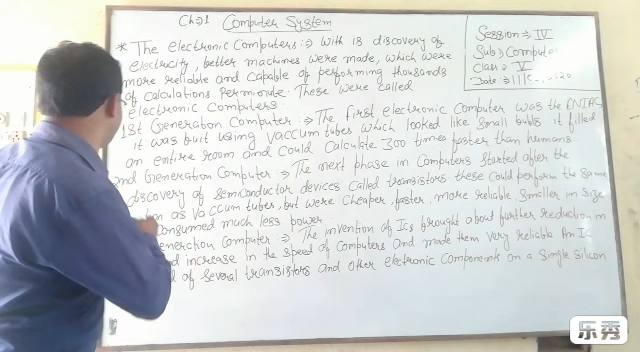 Ch⇒1 Computer System
Session ⇒ IV
Sub ⇒ Compute
Class ⇒ V
Date ⇒
* The electronic Computers :⇒ With is discovery of
electricity, better machines were made, which were
more reliable and capable of performing thousands
of calculations Perminute. These were called
electronic Computers.
1st Generation Computer :⇒ The first electronic Computer was the ENIAC
it was buit using Vaccum tubes which looked like Small bulbs it filled
an entire room and Could Calculate 300 times faster than humans
2nd Generation Computer ⇒ The next phase in Computers Started after the
discovery of Semiconductor devices Called transistors these Could perform the Same
as Vaccum tubes, but were Cheaper, faster, more reliable Smaller in Size
Consumed much less power.
eneration Computer ⇒ The invention of ICs brought about further reduction in
d increase in the speed of Computers and made them Very reliable An IC
d of Several transistors and other electronic Components on a Single Silicon
乐秀